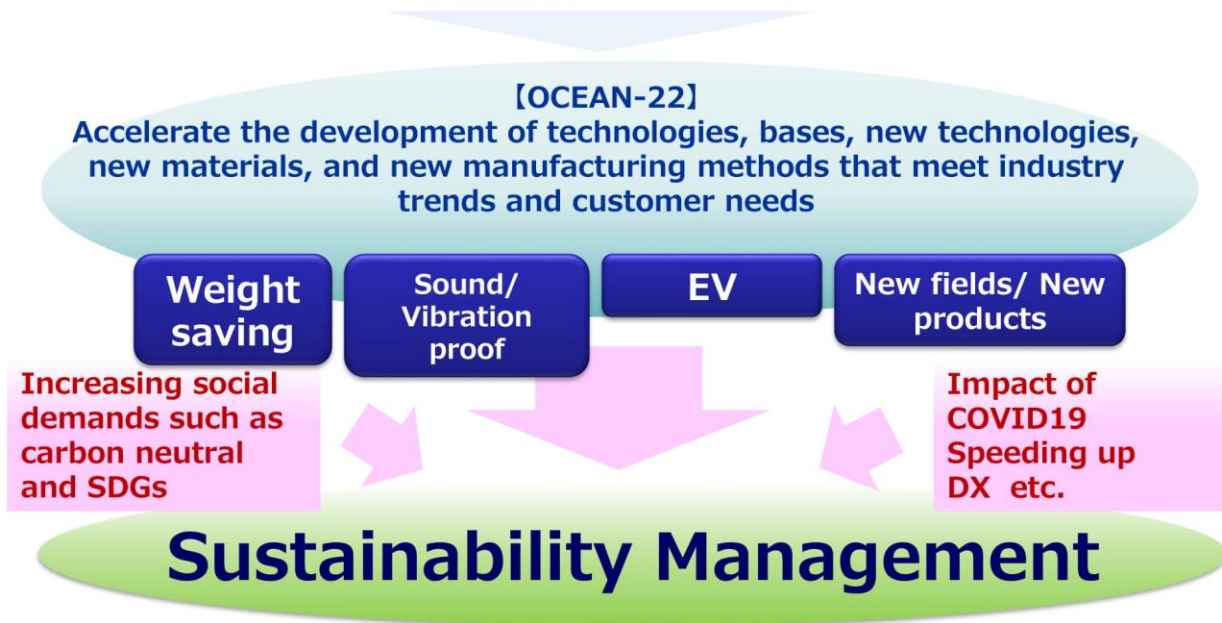 【OCEAN-22】
Accelerate the development of technologies, bases, new technologies,
new materials, and new manufacturing methods that meet industry
trends and customer needs
Weight
saving
Sound/
Vibration
proof
EV
New fields/ New
products
Increasing social
demands such as
carbon neutral
and SDGs
Impact of
COVID19
Speeding up
DX etc.
Sustainability Management